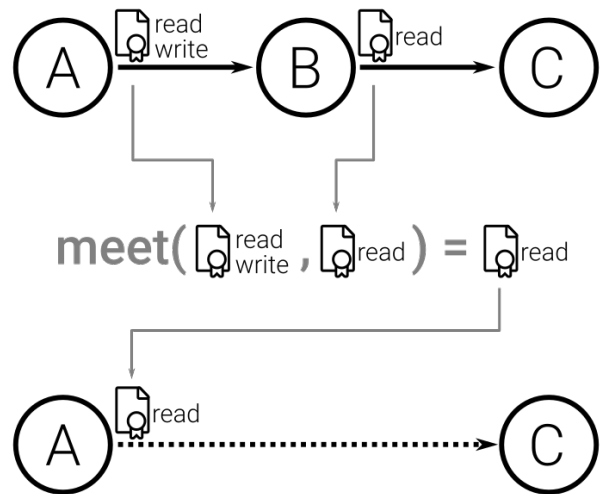 read
write
read
A
B
C
meet( read write , read ) = read
read
A
C